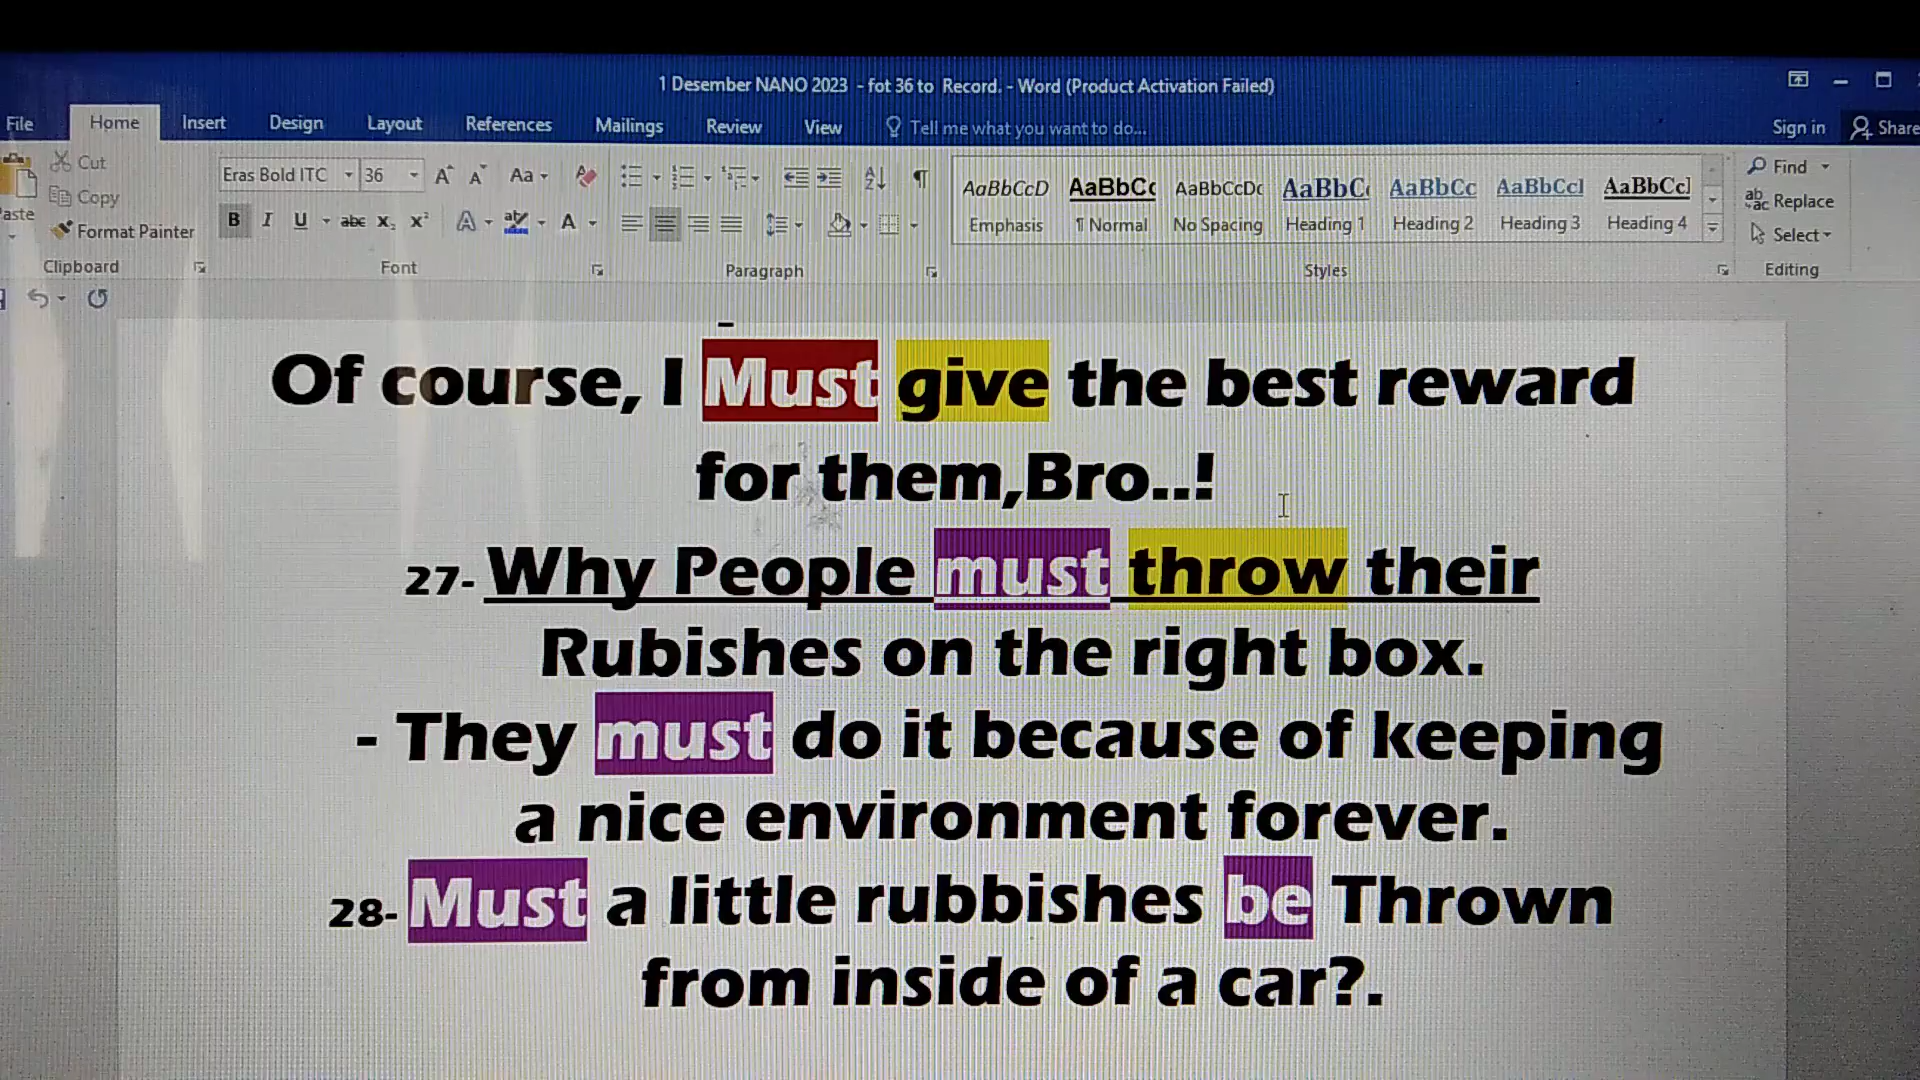 1 Desember NANO 2023 - fot 36 to Record. - Word (Product Activation Failed)
File Home Insert Design Layout References Mailings Review View Tell me what you want to do... Sign in Share
Cut
Copy
Format Painter
Clipboard
Eras Bold ITC 36
Font
Paragraph
AaBbCcD AaBbCc AaBbCcDc AaBbC AaBbCc AaBbCcl AaBbCcl
Emphasis ¶ Normal No Spacing Heading 1 Heading 2 Heading 3 Heading 4
Styles
Find
Replace
Select
Editing
Of course, I Must give the best reward
for them,Bro..!
27- Why People must throw their
Rubishes on the right box.
- They must do it because of keeping
a nice environment forever.
28- Must a little rubbishes be Thrown
from inside of a car?.